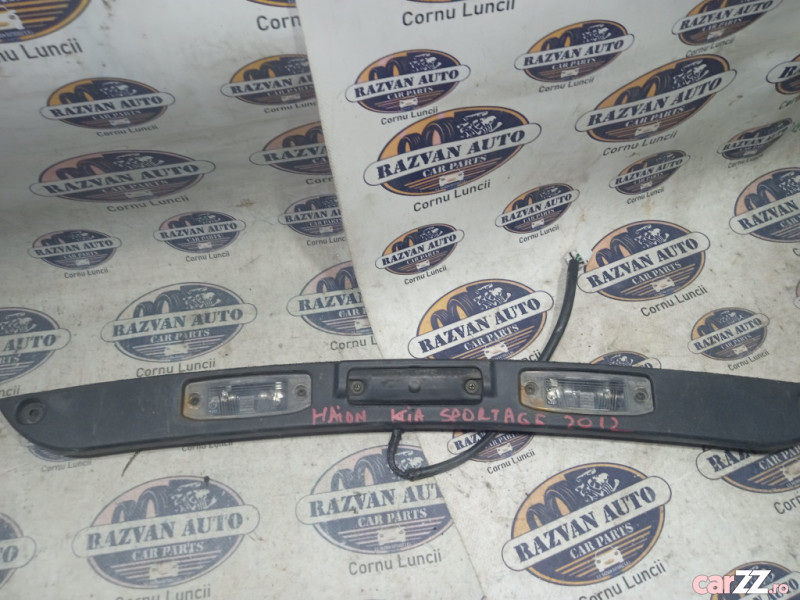 RAZVAN AUTO
CAR PARTS
Cornu Luncii
HAION KIA SPORTAGE 2012
carZZ.ro